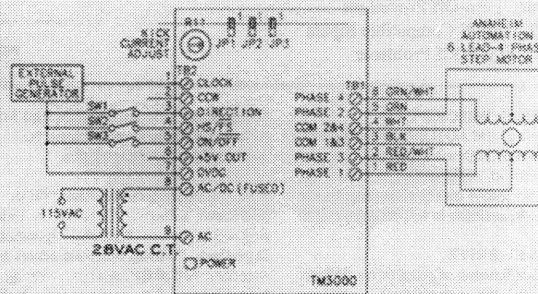 KICK
CURRENT
ADJUST
R11
JP1 JP2 JP3
ANAHEIM
AUTOMATION
6 LEAD-4 PHAS
STEP MOTOR
EXTERNAL
PULSE
GENERATOR
TB2
1 CLOCK
2 CCW
SW1 3 DIRECTION
SW2 4 HS/FS
SW3 5 ON/OFF
6 +5V OUT
7 0VDC
8 AC/DC (FUSED)
115VAC
28VAC C.T.
9 AC
POWER
TB1
PHASE 4 6 GRN/WHT
PHASE 2 5 GRN
COM 2&4 4 WHT
COM 1&3 3 BLK
PHASE 3 2 RED/WHT
PHASE 1 1 RED
TM3000